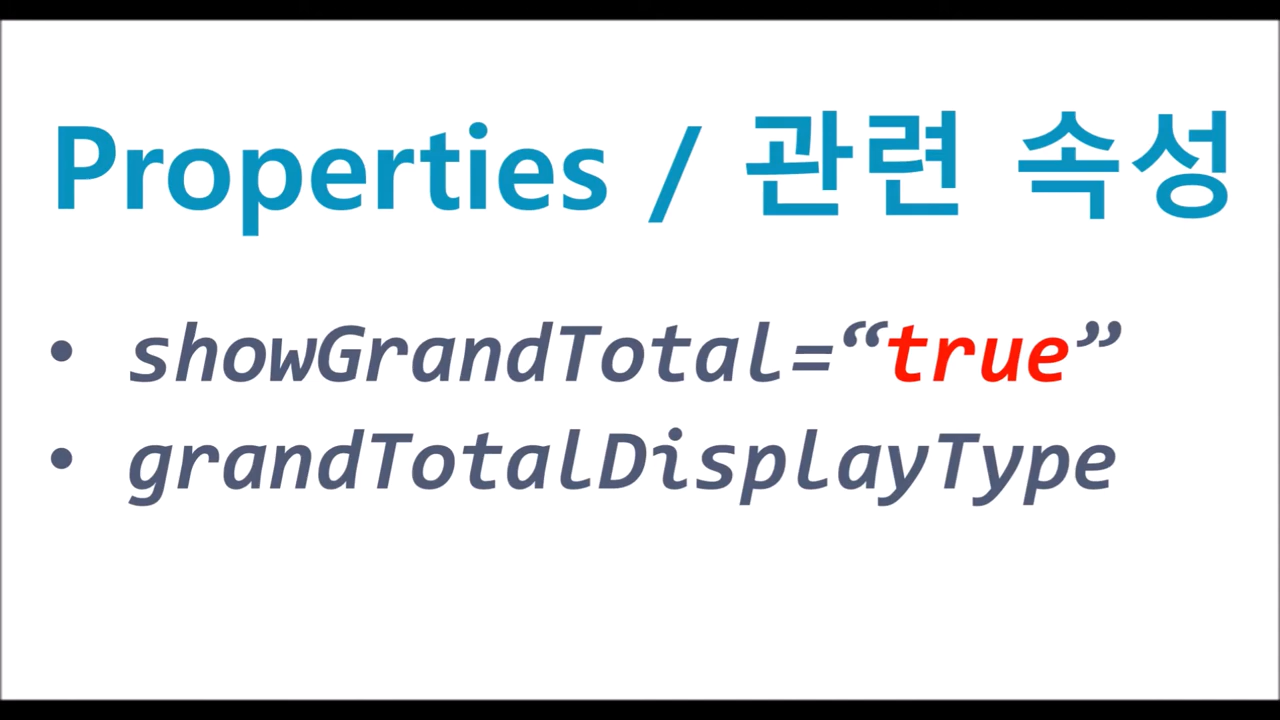 Properties / 관련 속성
• showGrandTotal=“true”
• grandTotalDisplayType